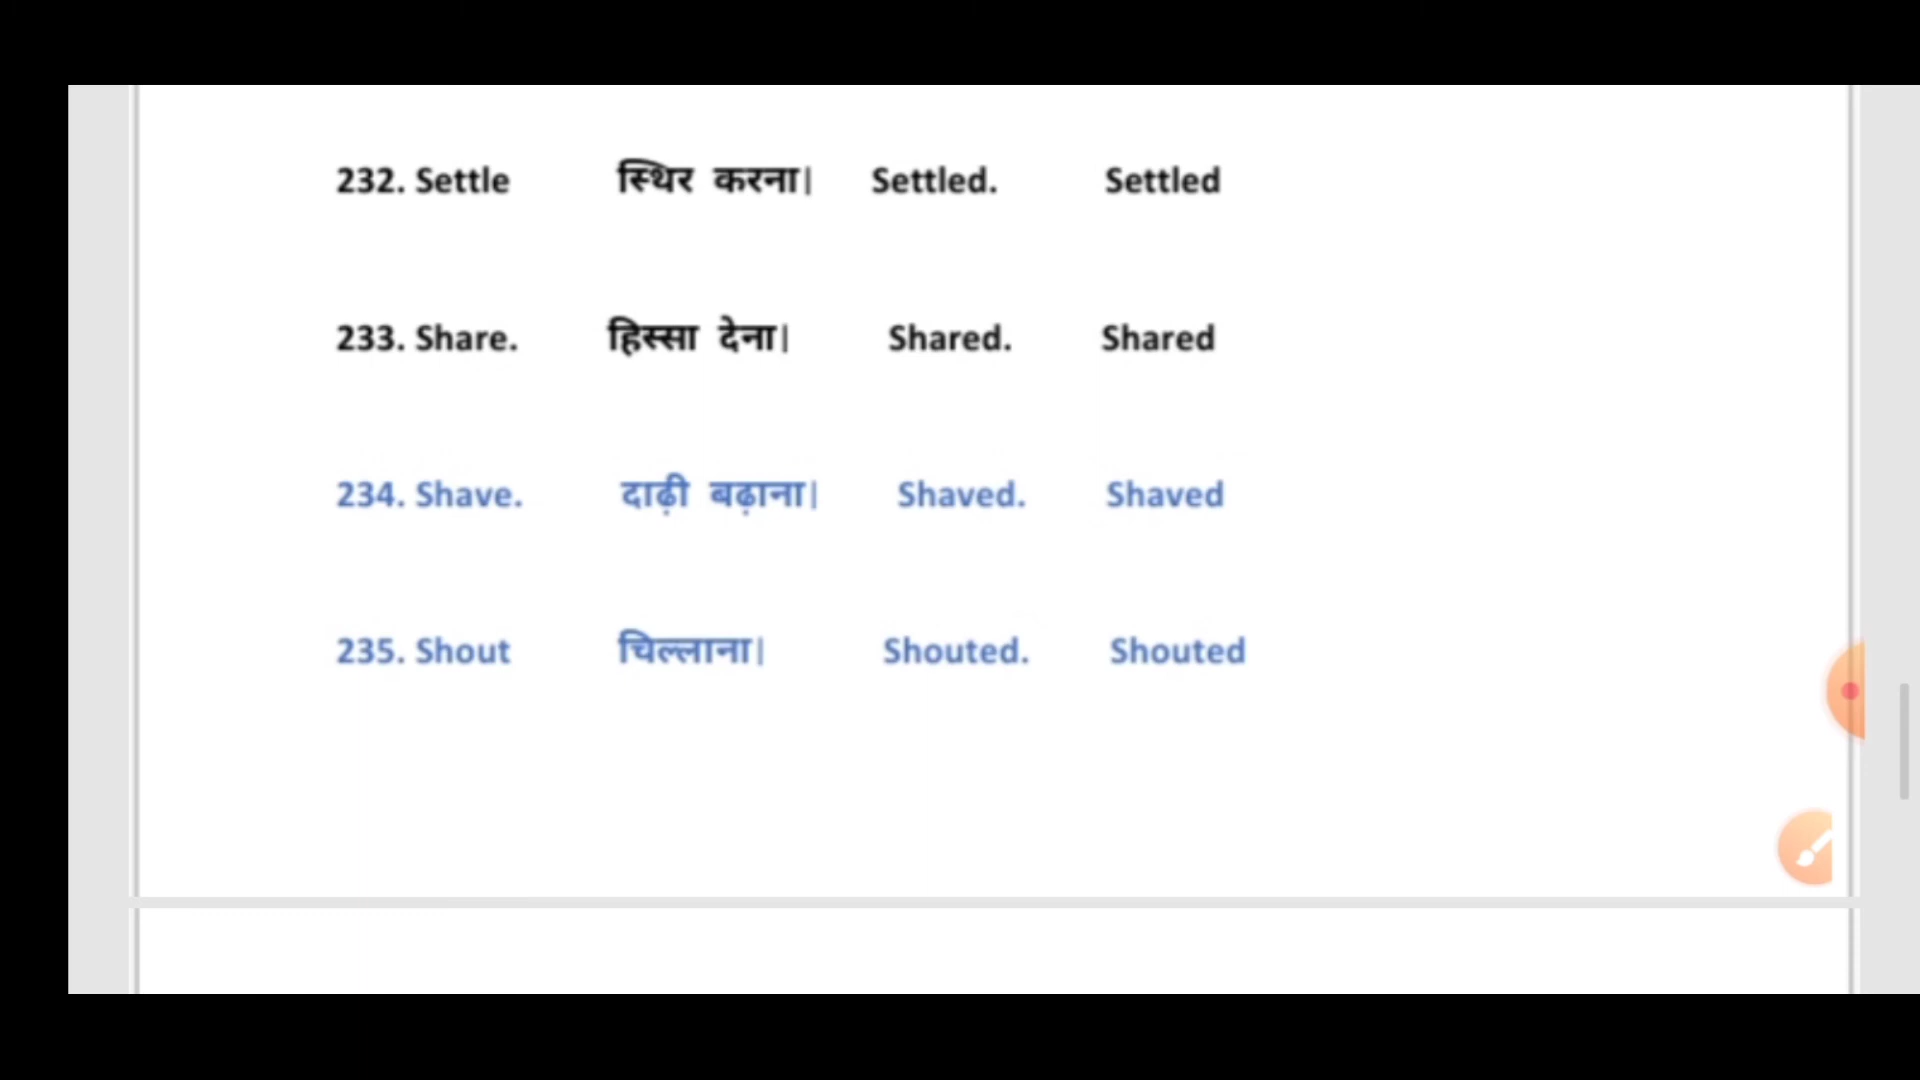 232. Settle स्थिर करना| Settled. Settled
233. Share. हिस्सा देना| Shared. Shared
234. Shave. दाढ़ी बढ़ाना| Shaved. Shaved
235. Shout चिल्लाना| Shouted. Shouted